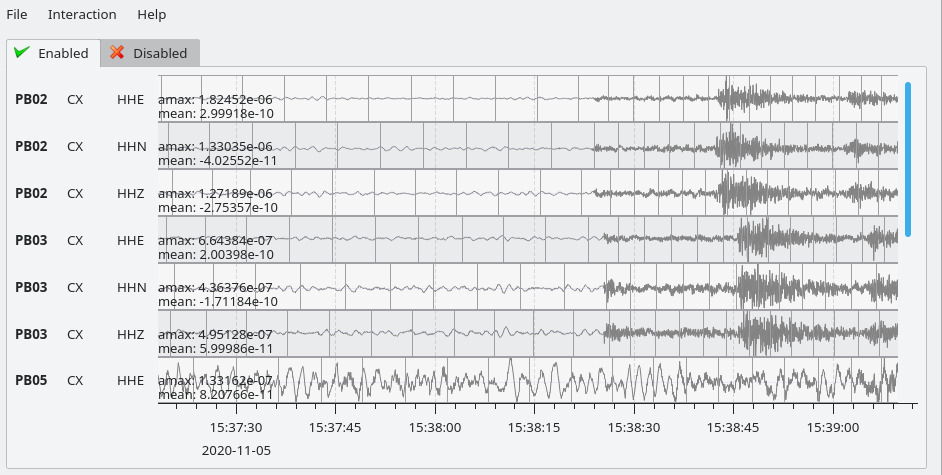 File Interaction Help
Enabled Disabled
PB02 CX HHE amax: 1.82452e-06
mean: 2.99918e-10
PB02 CX HHN amax: 1.33035e-06
mean: -4.02552e-11
PB02 CX HHZ amax: 1.27189e-06
mean: -2.75357e-10
PB03 CX HHE amax: 6.64384e-07
mean: 2.00398e-10
PB03 CX HHN amax: 4.36376e-07
mean: -1.71184e-10
PB03 CX HHZ amax: 4.95128e-07
mean: 5.99986e-11
PB05 CX HHE amax: 1.33162e-07
mean: 8.20766e-11
15:37:30 15:37:45 15:38:00 15:38:15 15:38:30 15:38:45 15:39:00
2020-11-05